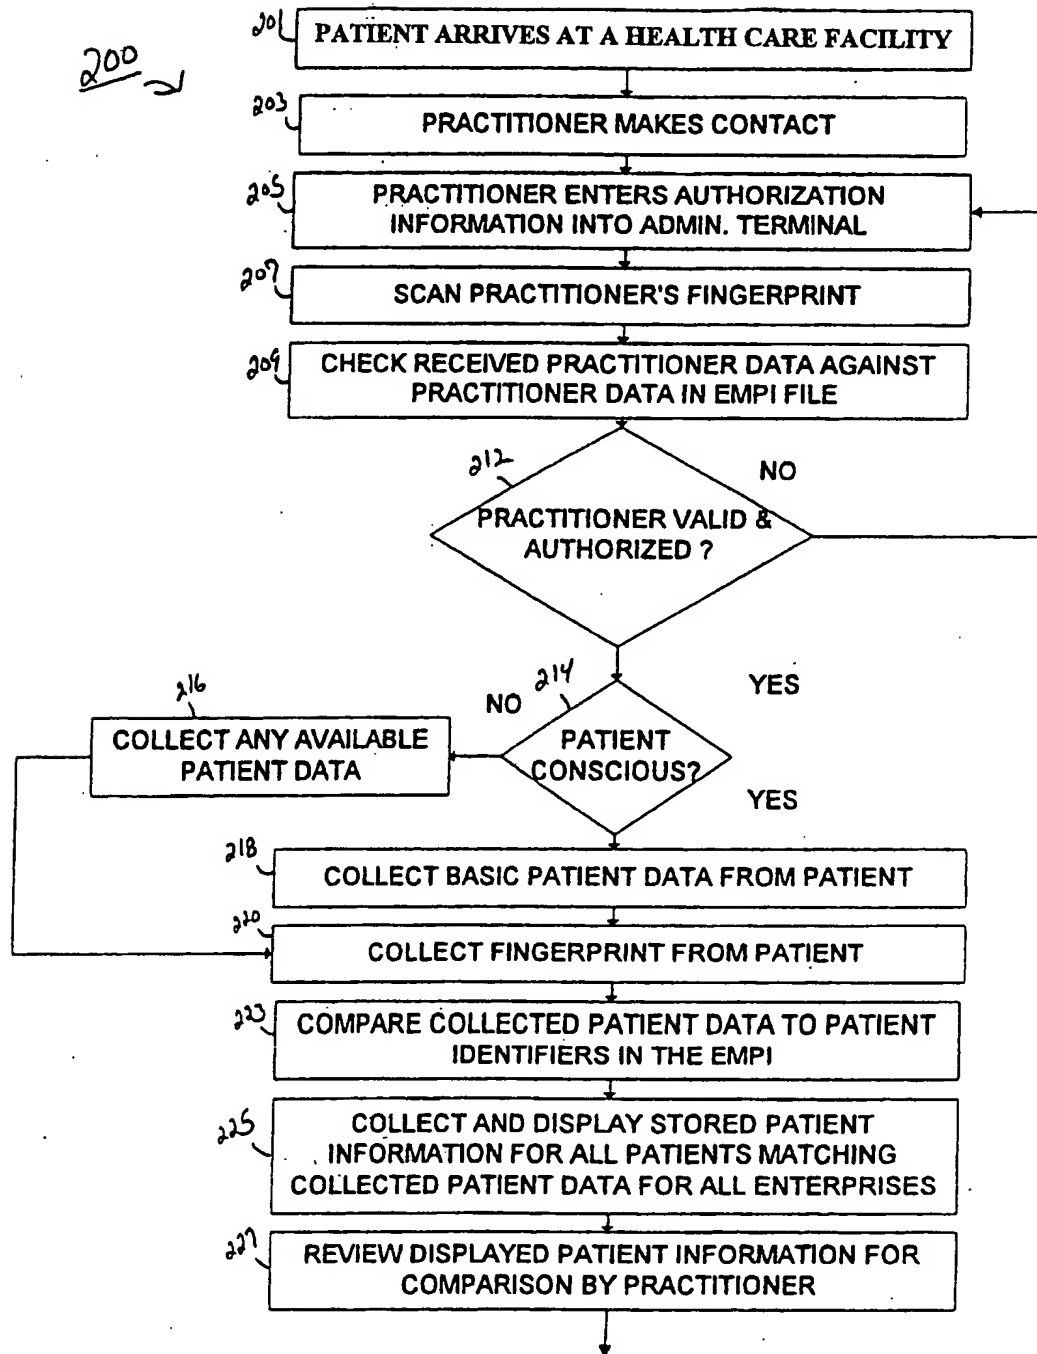 200
201
PATIENT ARRIVES AT A HEALTH CARE FACILITY
203
PRACTITIONER MAKES CONTACT
205
PRACTITIONER ENTERS AUTHORIZATION
INFORMATION INTO ADMIN. TERMINAL
207
SCAN PRACTITIONER'S FINGERPRINT
209
CHECK RECEIVED PRACTITIONER DATA AGAINST
PRACTITIONER DATA IN EMPI FILE
212
NO
PRACTITIONER VALID &
AUTHORIZED ?
YES
214
NO
PATIENT
CONSCIOUS?
YES
216
COLLECT ANY AVAILABLE
PATIENT DATA
218
COLLECT BASIC PATIENT DATA FROM PATIENT
220
COLLECT FINGERPRINT FROM PATIENT
223
COMPARE COLLECTED PATIENT DATA TO PATIENT
IDENTIFIERS IN THE EMPI
225
COLLECT AND DISPLAY STORED PATIENT
INFORMATION FOR ALL PATIENTS MATCHING
COLLECTED PATIENT DATA FOR ALL ENTERPRISES
227
REVIEW DISPLAYED PATIENT INFORMATION FOR
COMPARISON BY PRACTITIONER